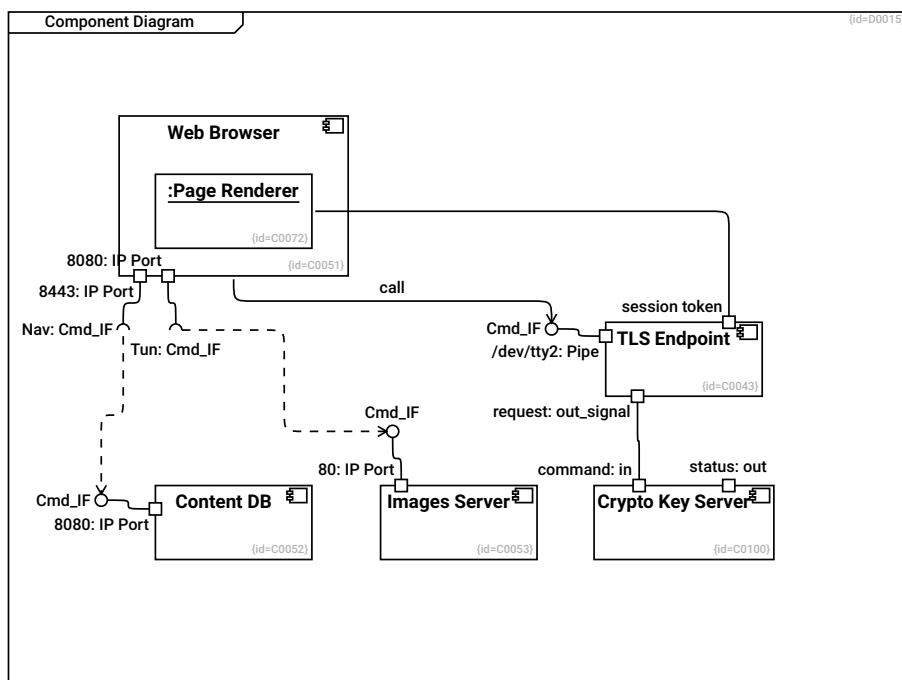 Component Diagram
{id=D0015}
Web Browser
:Page Renderer
{id=C0072}
8080: IP Port
{id=C0051}
8443: IP Port
call
session token
Nav: Cmd_IF
Tun: Cmd_IF
Cmd_IF
/dev/tty2: Pipe
TLS Endpoint
{id=C0043}
Cmd_IF
request: out_signal
80: IP Port
command: in
status: out
Cmd_IF
8080: IP Port
Content DB
{id=C0052}
Images Server
{id=C0053}
Crypto Key Server
{id=C0100}